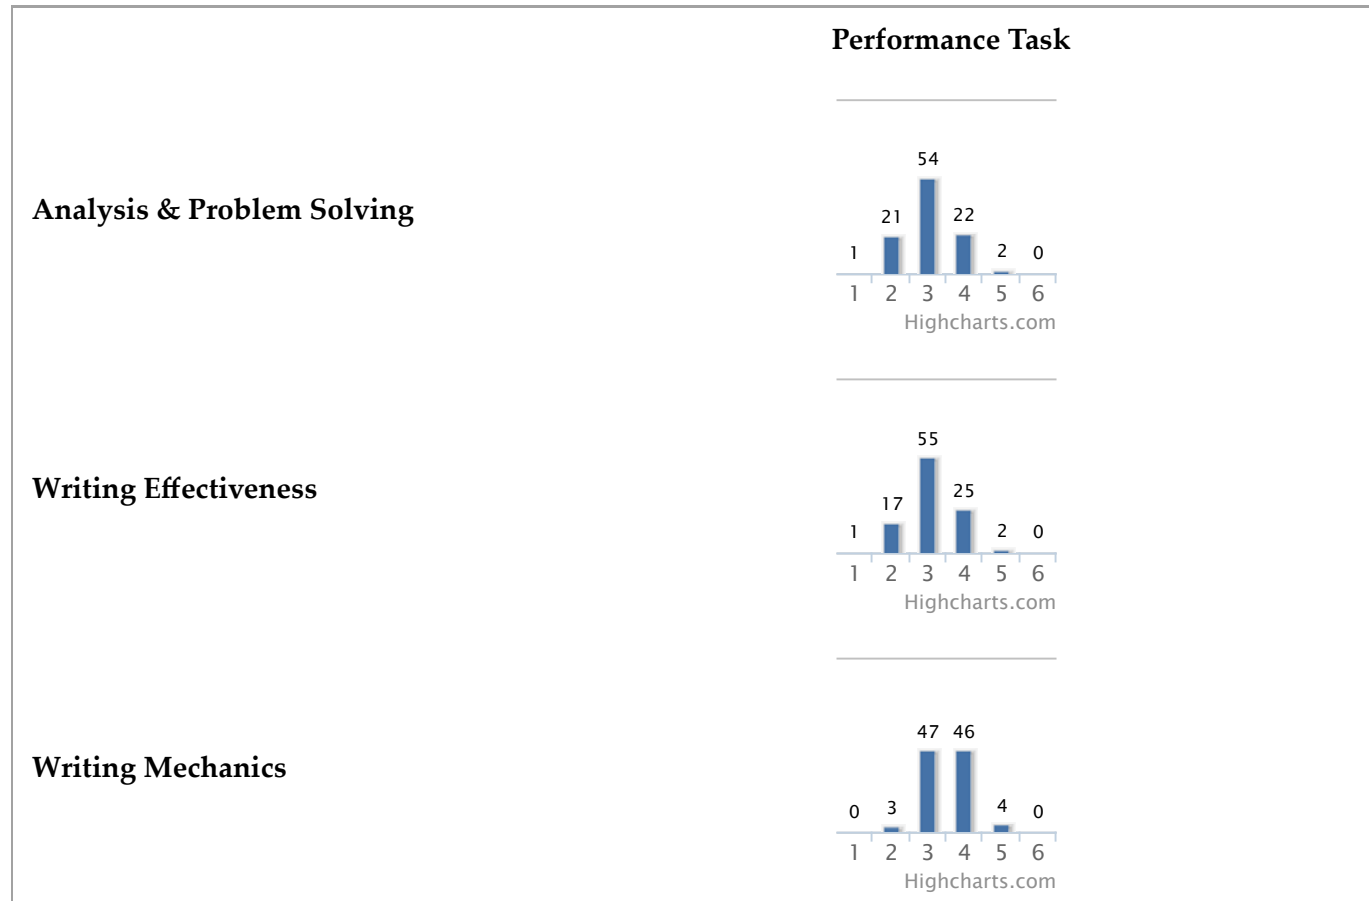 Performance Task
Analysis & Problem Solving
54
21 22
1 2 0
1 2 3 4 5 6
Highcharts.com
Writing Effectiveness
55
17 25
1 2 0
1 2 3 4 5 6
Highcharts.com
Writing Mechanics
47 46
0 3 4 0
1 2 3 4 5 6
Highcharts.com